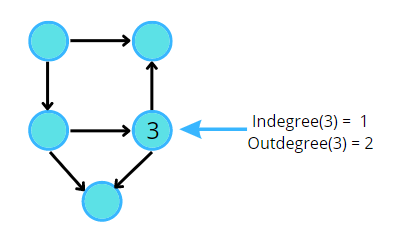 3
Indegree(3) = 1
Outdegree(3) = 2